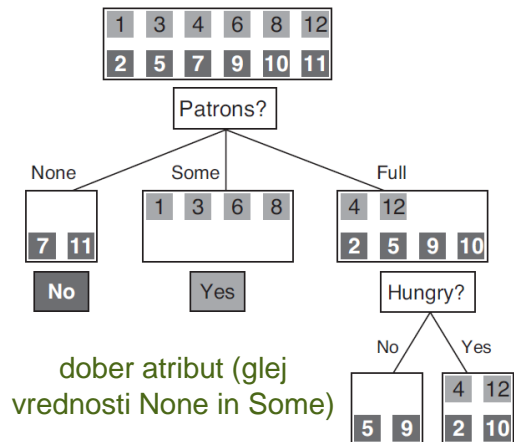 1 3 4 6 8 12
2 5 7 9 10 11
Patrons?
None Some Full
1 3 6 8
4 12
7 11
2 5 9 10
No
Yes
Hungry?
No Yes
dober atribut (glej
vrednosti None in Some)
4 12
5 9
2 10